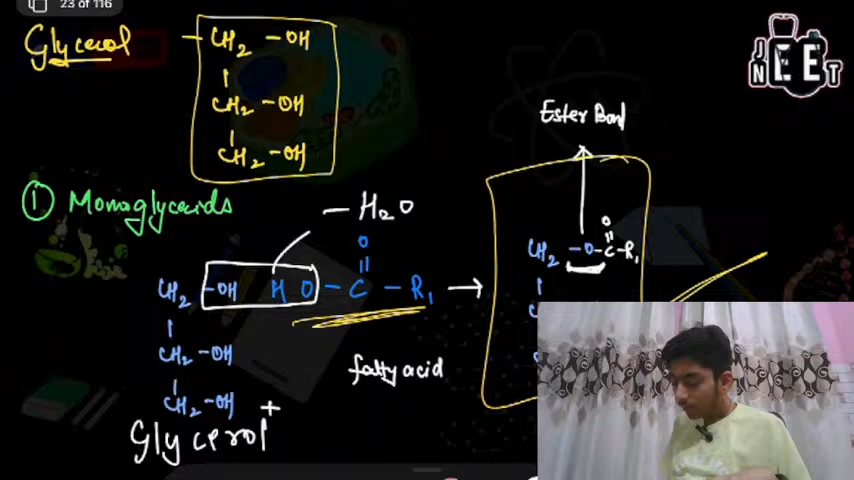 23 of 116
JEE
NEET
Glycerol
- CH2 - OH
CH2 - OH
CH2 - OH
Ester Bond
① Monoglycerids
- H2O
O
||
CH2 -OH H O - C - R1 →
CH2 - OH
CH2 - OH
O
||
CH2 - O - C - R1
fatty acid
Glycerol +